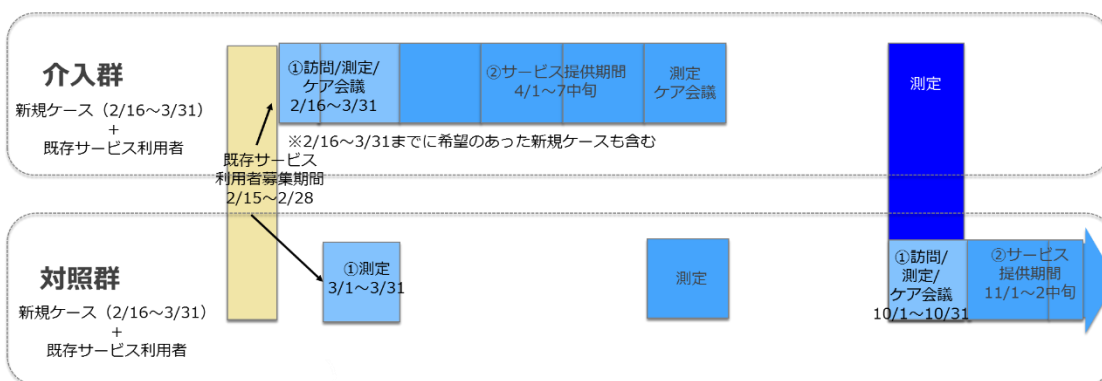 介入群
新規ケース（2/16～3/31）
+
既存サービス利用者
①訪問/測定/
ケア会議
2/16～3/31
②サービス提供期間
4/1～7中旬
測定
ケア会議
測定
※2/16～3/31までに希望のあった新規ケースも含む
既存サービス
利用者募集期間
2/15～2/28
対照群
新規ケース（2/16～3/31）
+
既存サービス利用者
①測定
3/1～3/31
測定
①訪問/
測定/
ケア会議
10/1～10/31
②サービス
提供期間
11/1～2中旬